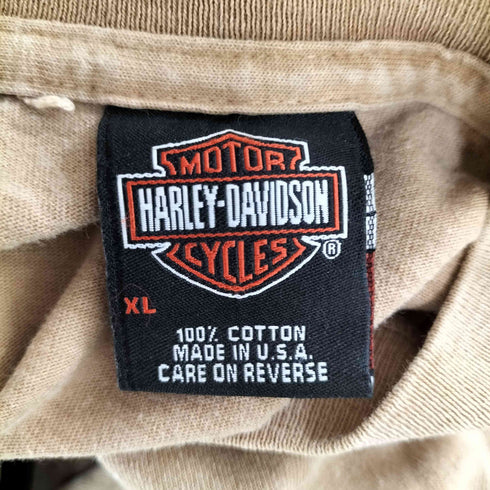 MOTOR
HARLEY-DAVIDSON
CYCLES
®
XL
100% COTTON
MADE IN U.S.A.
CARE ON REVERSE